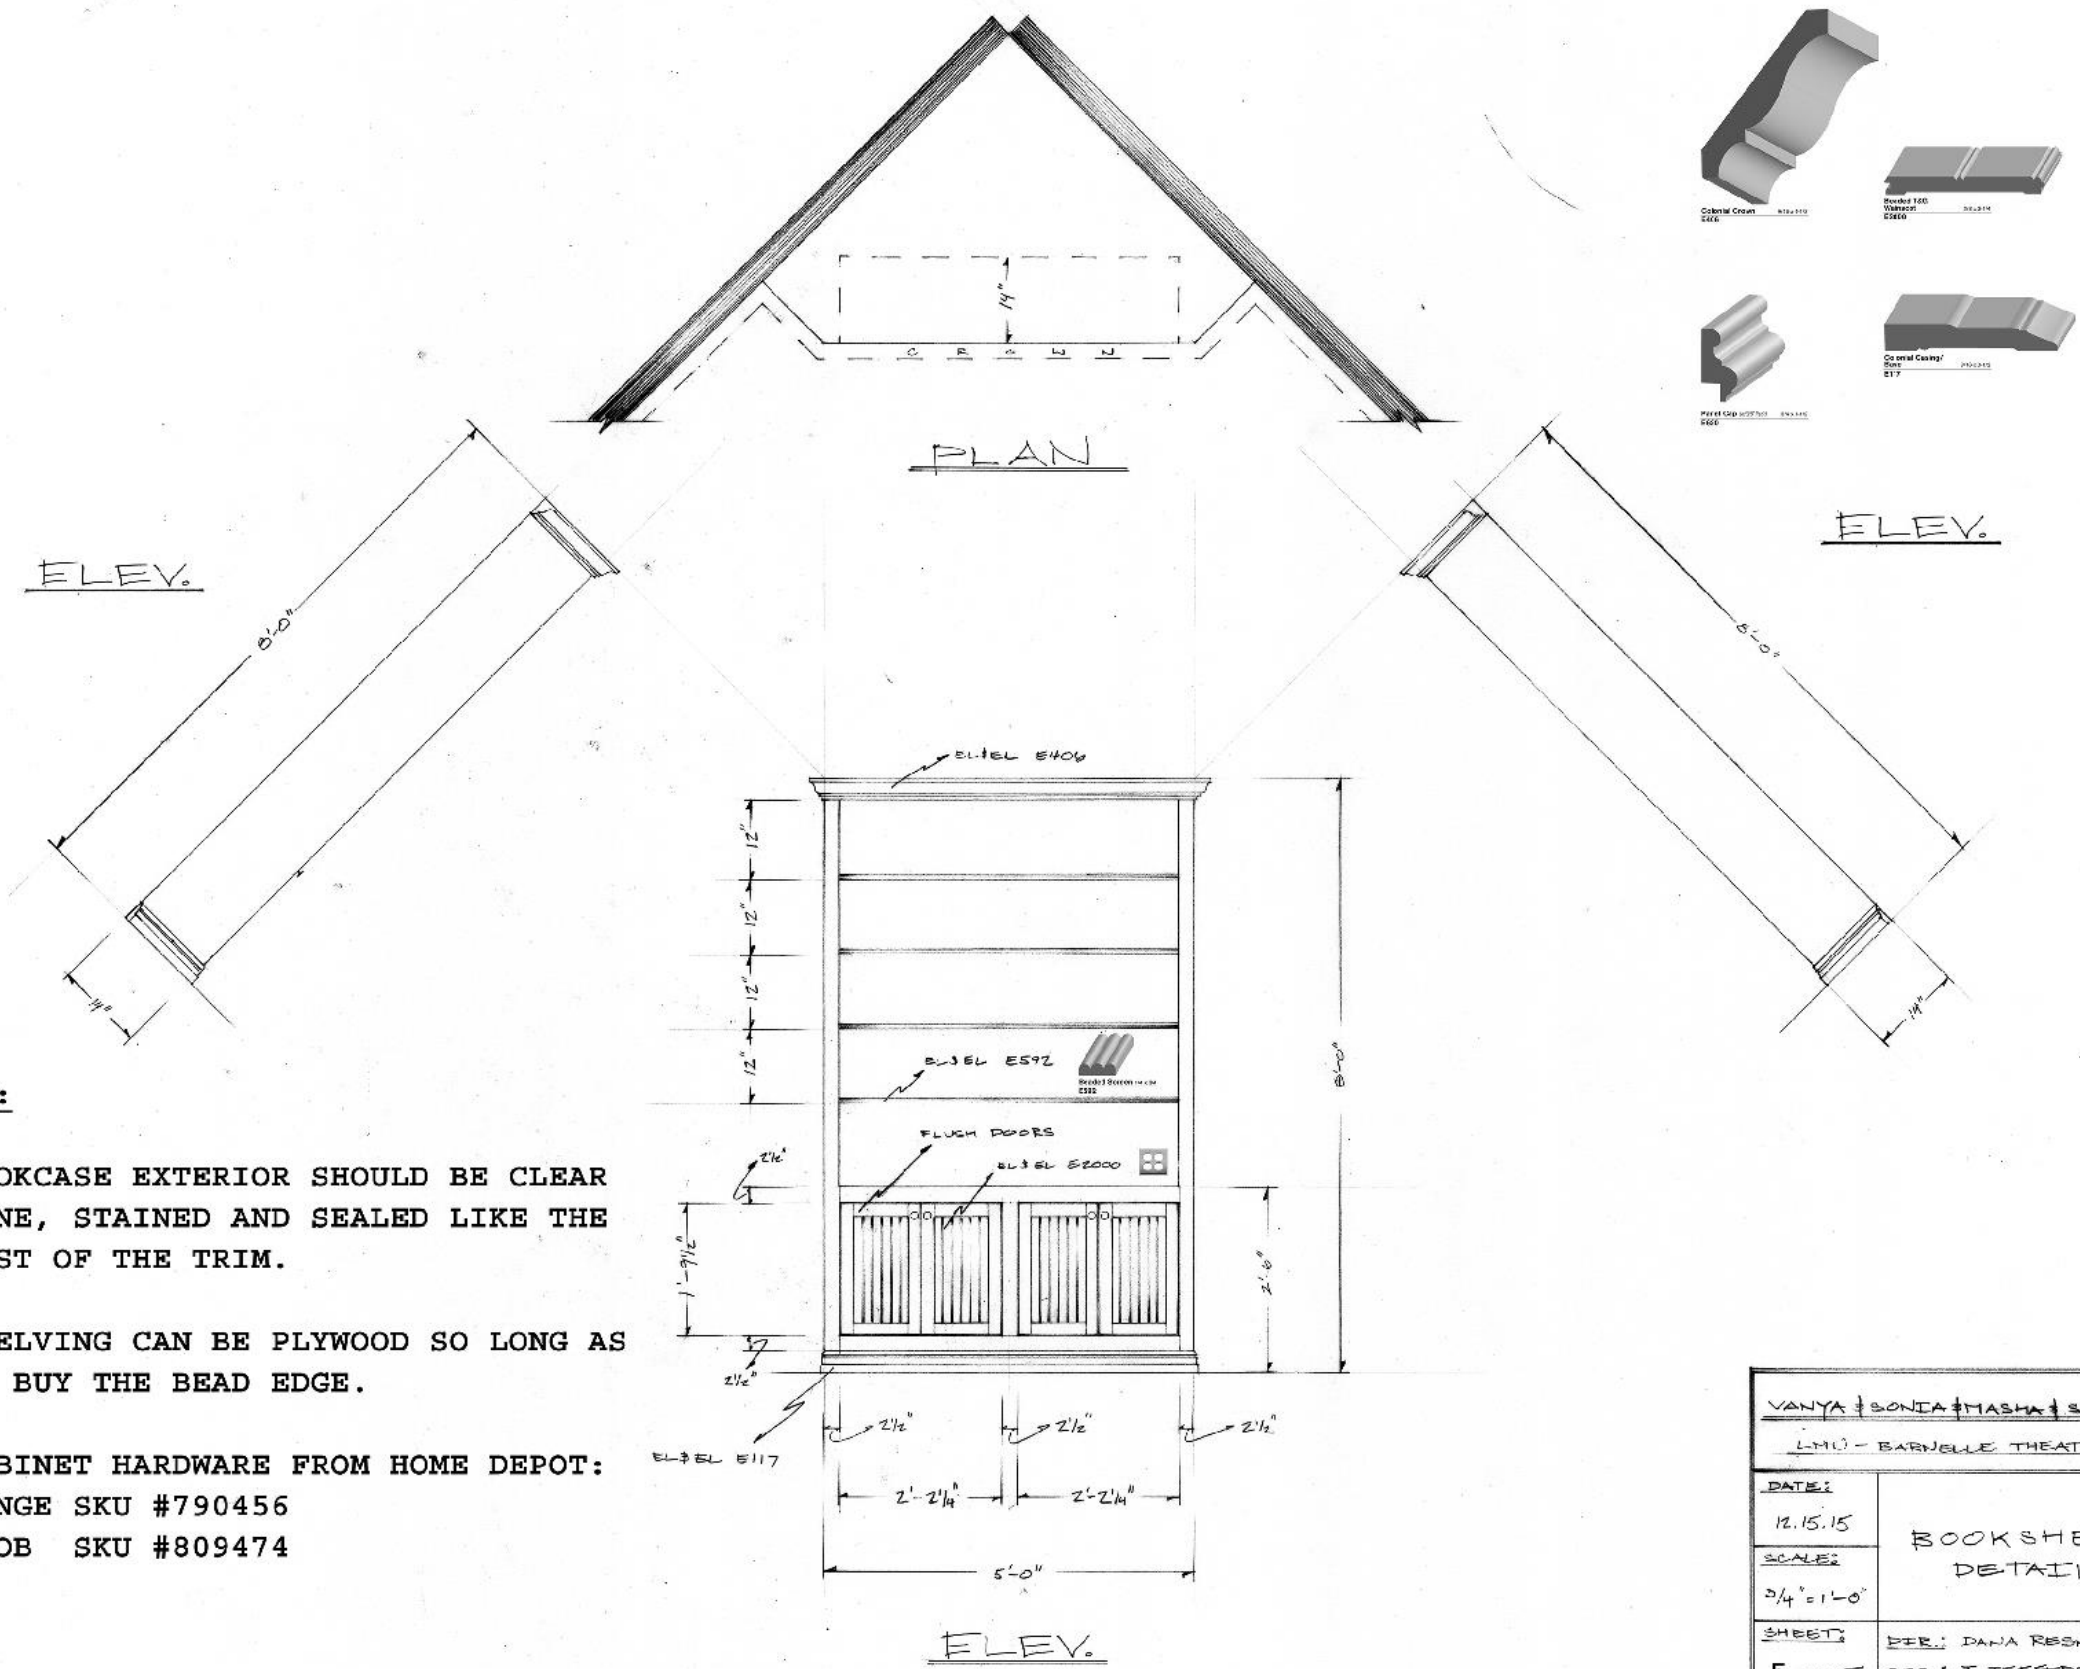 Colonial Crown
E406
Beaded T&G
Wainscot
E2000
Panel Cap
E620
Colonial Casing/
Base
E117
14"
C R O W N
PLAN
ELEV.
ELEV.
8'-0"
8'-0"
14"
14"
EL & EL E406
12"
12"
12"
12"
EL & EL E592
Beaded Screen
E592
8'-0"
FLUSH DOORS
EL & EL E2000
2½"
1'-9½"
2'-6"
2½"
EL & EL E117
2½"
2½"
2½"
2'-2¼"
2'-2¼"
5'-0"
ELEV.
:
OKCASE EXTERIOR SHOULD BE CLEAR
NE, STAINED AND SEALED LIKE THE
ST OF THE TRIM.
ELVING CAN BE PLYWOOD SO LONG AS
BUY THE BEAD EDGE.
BINET HARDWARE FROM HOME DEPOT:
NGE SKU #790456
OB SKU #809474
VANYA & SONIA & MASHA & S
LMU - BARNELLE THEAT
DATE:
12.15.15
BOOKSHE
DETAI
SCALE:
3/4" = 1'-0"
SHEET:
DIR.: DANA RES